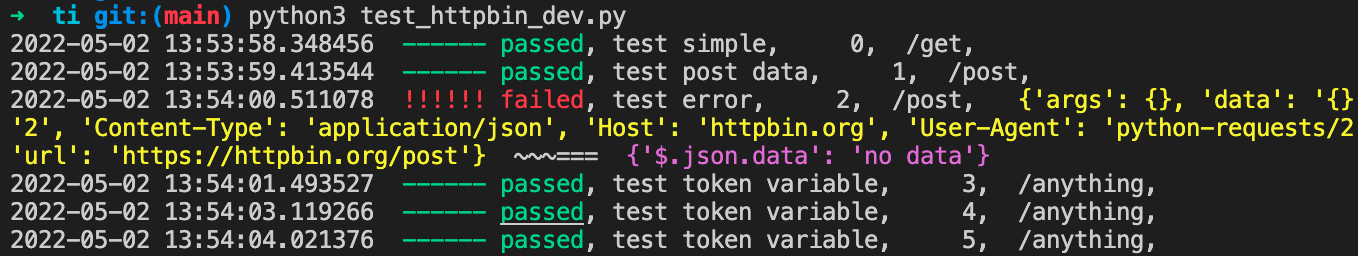 ➜ ti git:(main) python3 test_httpbin_dev.py
2022-05-02 13:53:58.348456 ------ passed, test simple, 0, /get,
2022-05-02 13:53:59.413544 ------ passed, test post data, 1, /post,
2022-05-02 13:54:00.511078 !!!!!! failed, test error, 2, /post, {'args': {}, 'data': '{}
'2', 'Content-Type': 'application/json', 'Host': 'httpbin.org', 'User-Agent': 'python-requests/2
'url': 'https://httpbin.org/post'} ~~~=== {'$.json.data': 'no data'}
2022-05-02 13:54:01.493527 ------ passed, test token variable, 3, /anything,
2022-05-02 13:54:03.119266 ------ passed, test token variable, 4, /anything,
2022-05-02 13:54:04.021376 ------ passed, test token variable, 5, /anything,